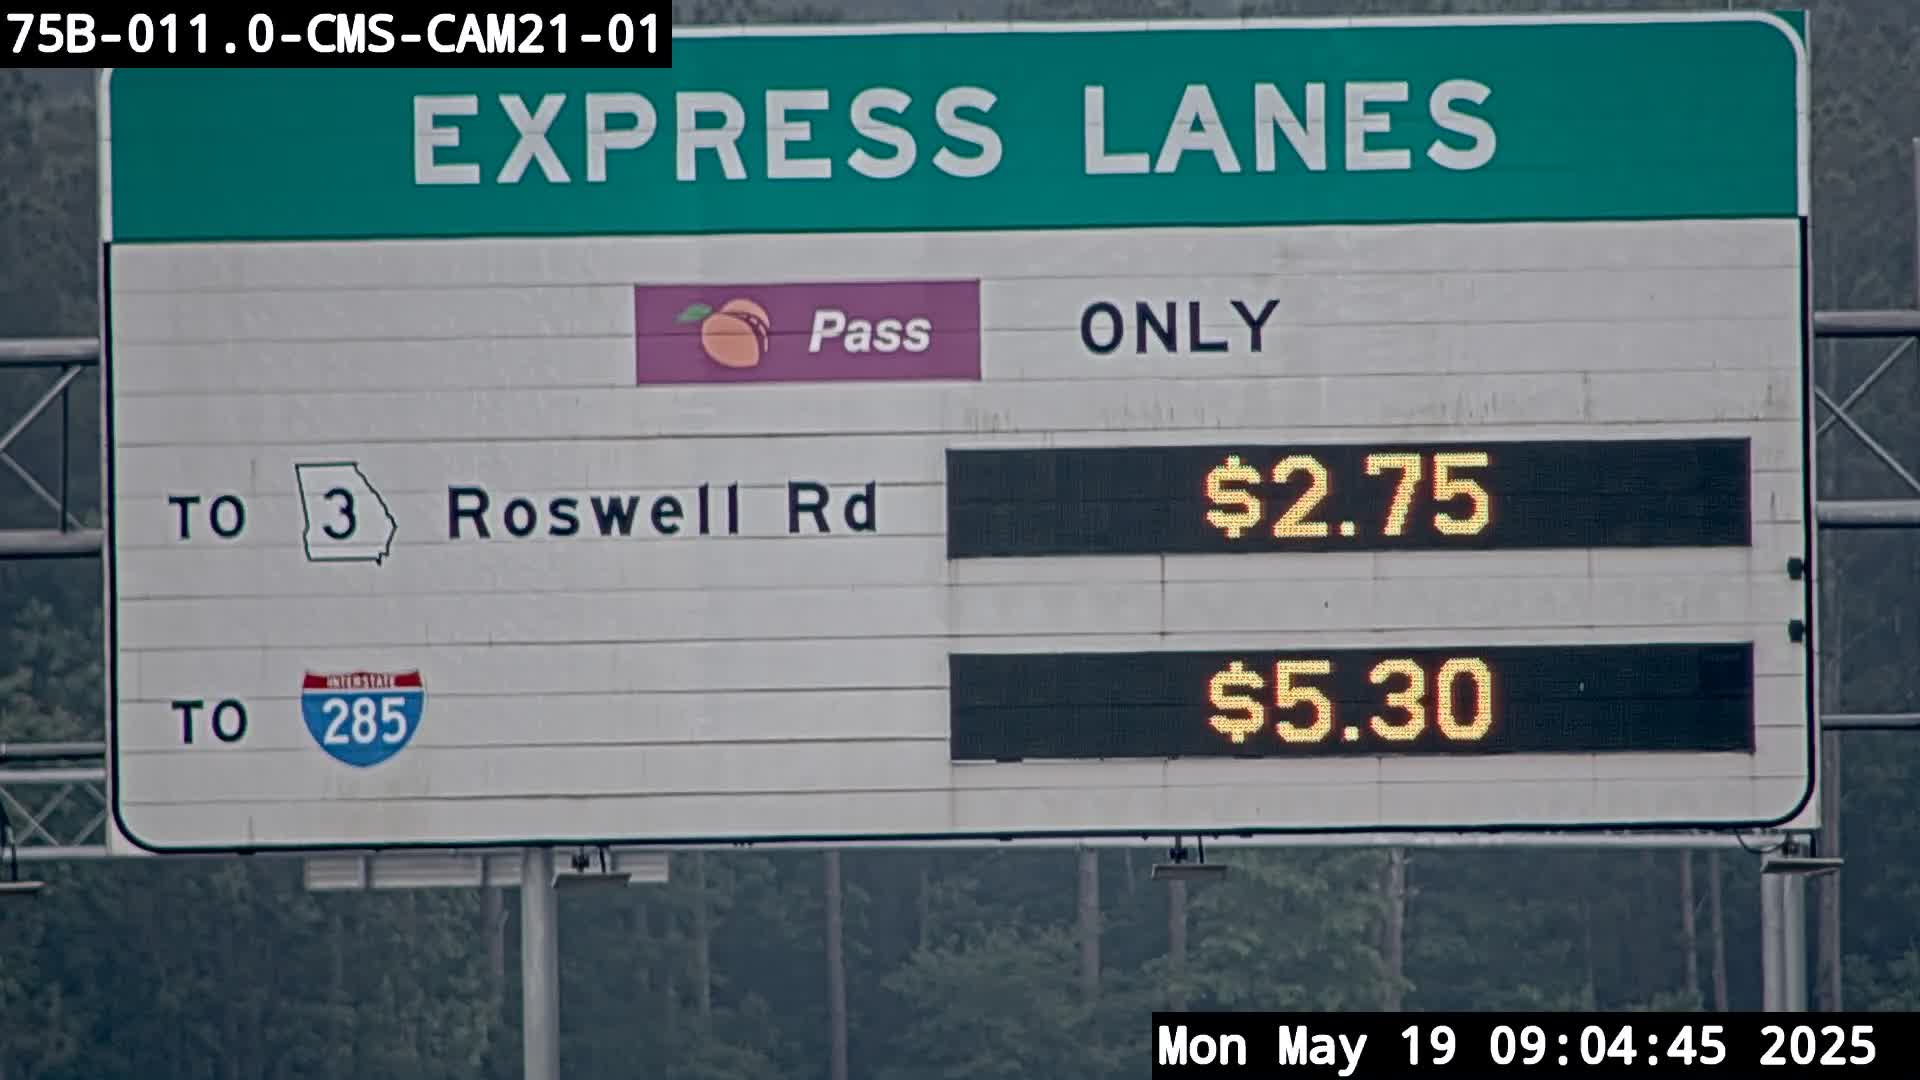 75B-011.0-CMS-CAM21-01
EXPRESS LANES
Pass ONLY
TO 3 Roswell Rd $2.75
TO INTERSTATE 285 $5.30
Mon May 19 09:04:45 2025